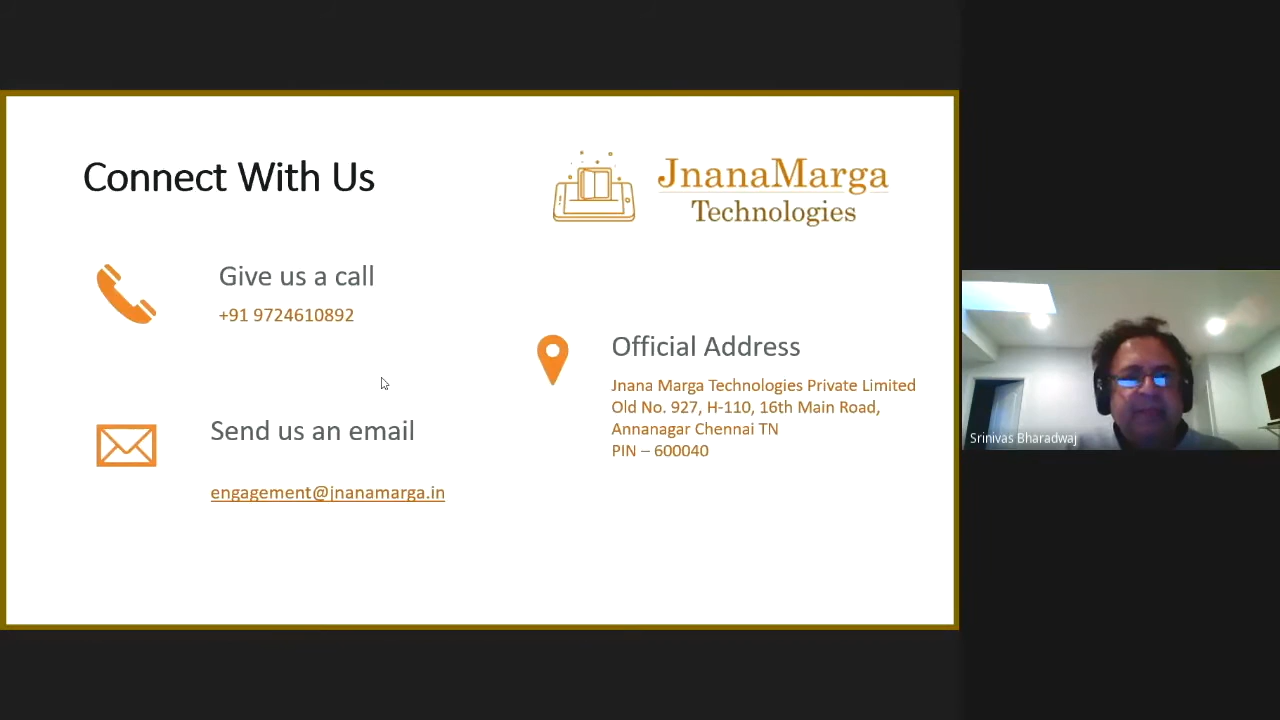 Connect With Us
JnanaMarga
Technologies
Give us a call
+91 9724610892
Send us an email
engagement@jnanamarga.in
Official Address
Jnana Marga Technologies Private Limited
Old No. 927, H-110, 16th Main Road,
Annanagar Chennai TN
PIN – 600040
Srinivas Bharadwaj